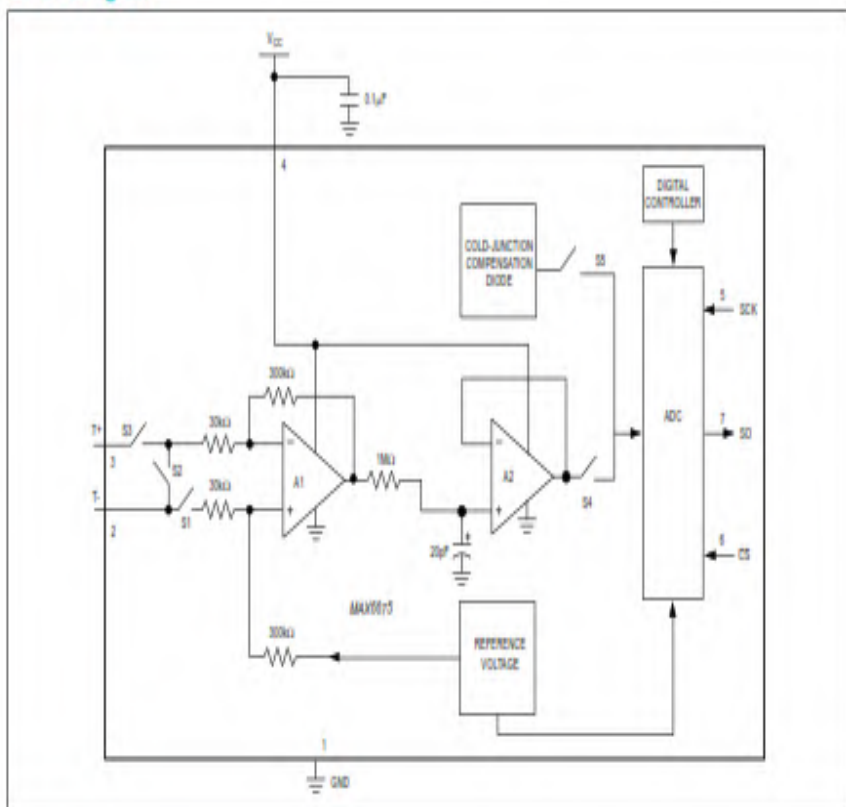 VCC
0.1µF
4
DIGITAL
CONTROLLER
COLD-JUNCTION
COMPENSATION
DIODE
S5
5
SCK
300kΩ
ADC
T+
S3
30kΩ
7
SO
3
S2
A1
1MΩ
A2
30kΩ
S4
T-
S1
2
20pF
6
CS
MAX6675
300kΩ
REFERENCE
VOLTAGE
1
GND